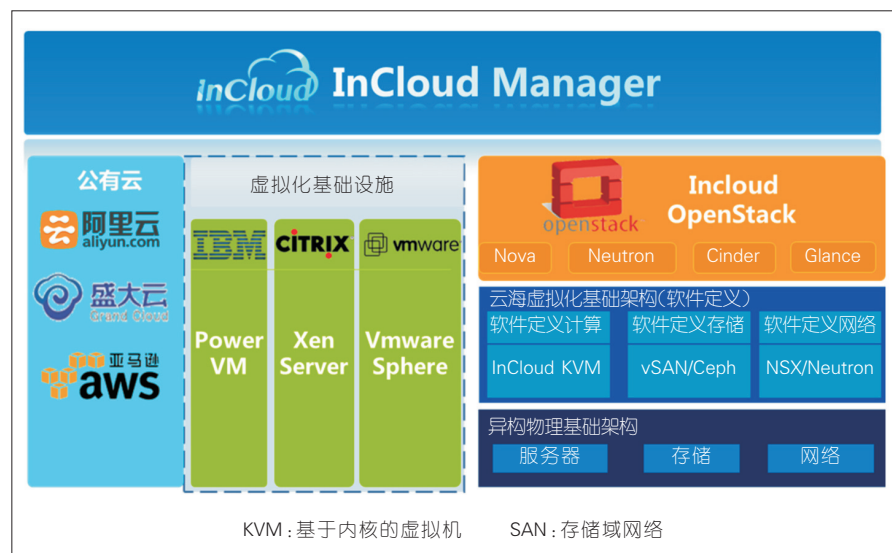 inCloud InCloud Manager
公有云
阿里云
aliyun.com
盛大云
Grand Cloud
亚马逊
aws
虚拟化基础设施
IBM
Power
VM
CITRIX
Xen
Server
vmware
Vmware
Sphere
openstack
Incloud
OpenStack
Nova Neutron Cinder Glance
云海虚拟化基础架构(软件定义)
软件定义计算 软件定义存储 软件定义网络
InCloud KVM vSAN/Ceph NSX/Neutron
异构物理基础架构
服务器 存储 网络
KVM:基于内核的虚拟机 SAN:存储域网络